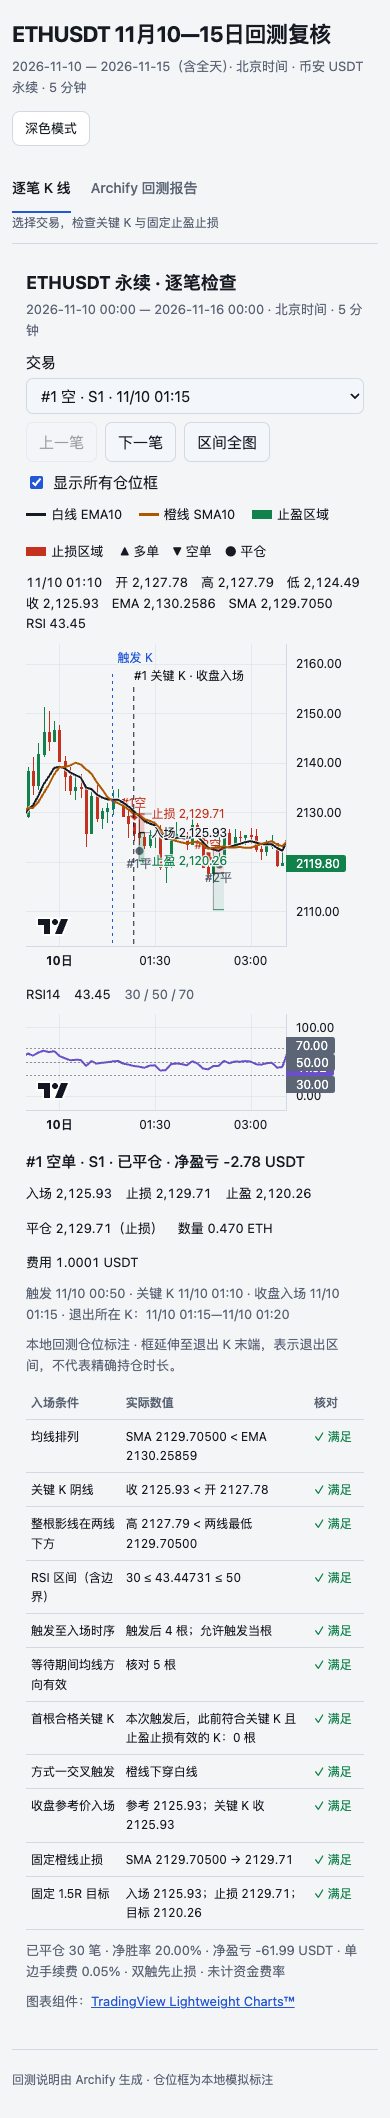 ETHUSDT 11月10—15日回测复核
2026-11-10 — 2026-11-15（含全天）· 北京时间 · 币安 USDT
永续 · 5 分钟
深色模式
逐笔 K 线 Archify 回测报告
选择交易，检查关键 K 与固定止盈止损
ETHUSDT 永续 · 逐笔检查
2026-11-10 00:00 — 2026-11-16 00:00 · 北京时间 · 5 分
钟
交易
#1 空 · S1 · 11/10 01:15
上一笔 下一笔 区间全图
显示所有仓位框
白线 EMA10 橙线 SMA10 止盈区域
止损区域 ▲ 多单 ▼ 空单 ● 平仓
11/10 01:10 开 2,127.78 高 2,127.79 低 2,124.49
收 2,125.93 EMA 2,130.2586 SMA 2,129.7050
RSI 43.45
触发 K
#1 关键 K · 收盘入场
2160.00
2150.00
2140.00
2130.00
#1空
止损 2,129.71
入场 2,125.93
#1平 止盈 2,120.26
#2平
2119.80
2110.00
10日 01:30 03:00
RSI14 43.45 30 / 50 / 70
100.00
70.00
50.00
30.00
0.00
10日 01:30 03:00
#1 空单 · S1 · 已平仓 · 净盈亏 -2.78 USDT
入场 2,125.93 止损 2,129.71 止盈 2,120.26
平仓 2,129.71（止损） 数量 0.470 ETH
费用 1.0001 USDT
触发 11/10 00:50 · 关键 K 11/10 01:10 · 收盘入场 11/10
01:15 · 退出所在 K：11/10 01:15—11/10 01:20
本地回测仓位标注 · 框延伸至退出 K 末端，表示退出区
间，不代表精确持仓时长。
入场条件 实际数值 核对
均线排列 SMA 2129.70500 < EMA
2130.25859 ✓ 满足
关键 K 阴线 收 2125.93 < 开 2127.78 ✓ 满足
整根影线在两线
下方 高 2127.79 < 两线最低
2129.70500 ✓ 满足
RSI 区间（含边
界） 30 ≤ 43.44731 ≤ 50 ✓ 满足
触发至入场时序 触发后 4 根；允许触发当根 ✓ 满足
等待期间均线方
向有效 核对 5 根 ✓ 满足
首根合格关键 K 本次触发后，此前符合关键 K 且
止盈止损有效的 K：0 根 ✓ 满足
方式一交叉触发 橙线下穿白线 ✓ 满足
收盘参考价入场 参考 2125.93；关键 K 收
2125.93 ✓ 满足
固定橙线止损 SMA 2129.70500 → 2129.71 ✓ 满足
固定 1.5R 目标 入场 2125.93；止损 2129.71；
目标 2120.26 ✓ 满足
已平仓 30 笔 · 净胜率 20.00% · 净盈亏 -61.99 USDT · 单
边手续费 0.05% · 双触先止损 · 未计资金费率
图表组件：TradingView Lightweight Charts™
回测说明由 Archify 生成 · 仓位框为本地模拟标注